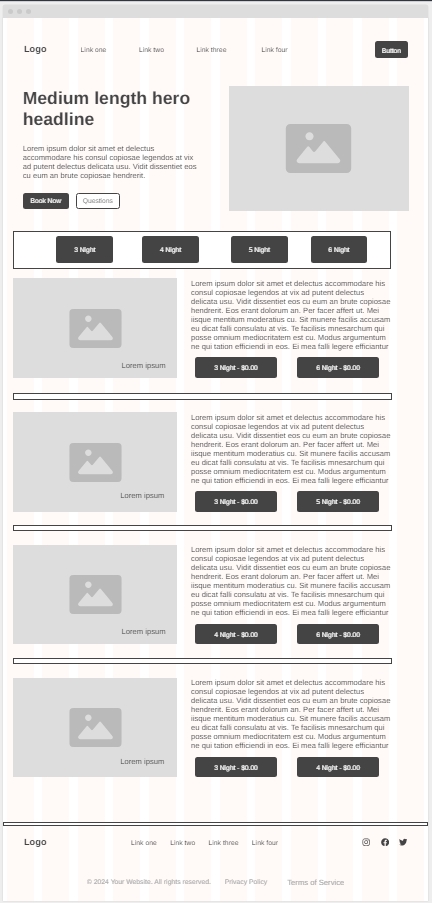 Logo Link one Link two Link three Link four Button
Medium length hero
headline
Lorem ipsum dolor sit amet et delectus
accommodare his consul copiosae legendos at vix
ad putent delectus delicata usu. Vidit dissentiet eos
cu eum an brute copiosae hendrerit.
Book Now Questions
3 Night 4 Night 5 Night 6 Night
Lorem ipsum
Lorem ipsum dolor sit amet et delectus accommodare his
consul copiosae legendos at vix ad putent delectus
delicata usu. Vidit dissentiet eos cu eum an brute copiosae
hendrerit. Eos erant dolorum an. Per facer affert ut. Mei
iisque mentitum moderatius cu. Sit munere facilis accusam
eu dicat falli consulatu at vis. Te facilisis mnesarchum qui
posse omnium mediocritatem est cu. Modus argumentum
ne qui tation efficiendi in eos. Ei mea falli legere efficiantur
3 Night - $0.00 6 Night - $0.00
Lorem ipsum
Lorem ipsum dolor sit amet et delectus accommodare his
consul copiosae legendos at vix ad putent delectus
delicata usu. Vidit dissentiet eos cu eum an brute copiosae
hendrerit. Eos erant dolorum an. Per facer affert ut. Mei
iisque mentitum moderatius cu. Sit munere facilis accusam
eu dicat falli consulatu at vis. Te facilisis mnesarchum qui
posse omnium mediocritatem est cu. Modus argumentum
ne qui tation efficiendi in eos. Ei mea falli legere efficiantur
3 Night - $0.00 5 Night - $0.00
Lorem ipsum
Lorem ipsum dolor sit amet et delectus accommodare his
consul copiosae legendos at vix ad putent delectus
delicata usu. Vidit dissentiet eos cu eum an brute copiosae
hendrerit. Eos erant dolorum an. Per facer affert ut. Mei
iisque mentitum moderatius cu. Sit munere facilis accusam
eu dicat falli consulatu at vis. Te facilisis mnesarchum qui
posse omnium mediocritatem est cu. Modus argumentum
ne qui tation efficiendi in eos. Ei mea falli legere efficiantur
4 Night - $0.00 6 Night - $0.00
Lorem ipsum
Lorem ipsum dolor sit amet et delectus accommodare his
consul copiosae legendos at vix ad putent delectus
delicata usu. Vidit dissentiet eos cu eum an brute copiosae
hendrerit. Eos erant dolorum an. Per facer affert ut. Mei
iisque mentitum moderatius cu. Sit munere facilis accusam
eu dicat falli consulatu at vis. Te facilisis mnesarchum qui
posse omnium mediocritatem est cu. Modus argumentum
ne qui tation efficiendi in eos. Ei mea falli legere efficiantur
3 Night - $0.00 4 Night - $0.00
Logo Link one Link two Link three Link four
© 2024 Your Website. All rights reserved. Privacy Policy Terms of Service